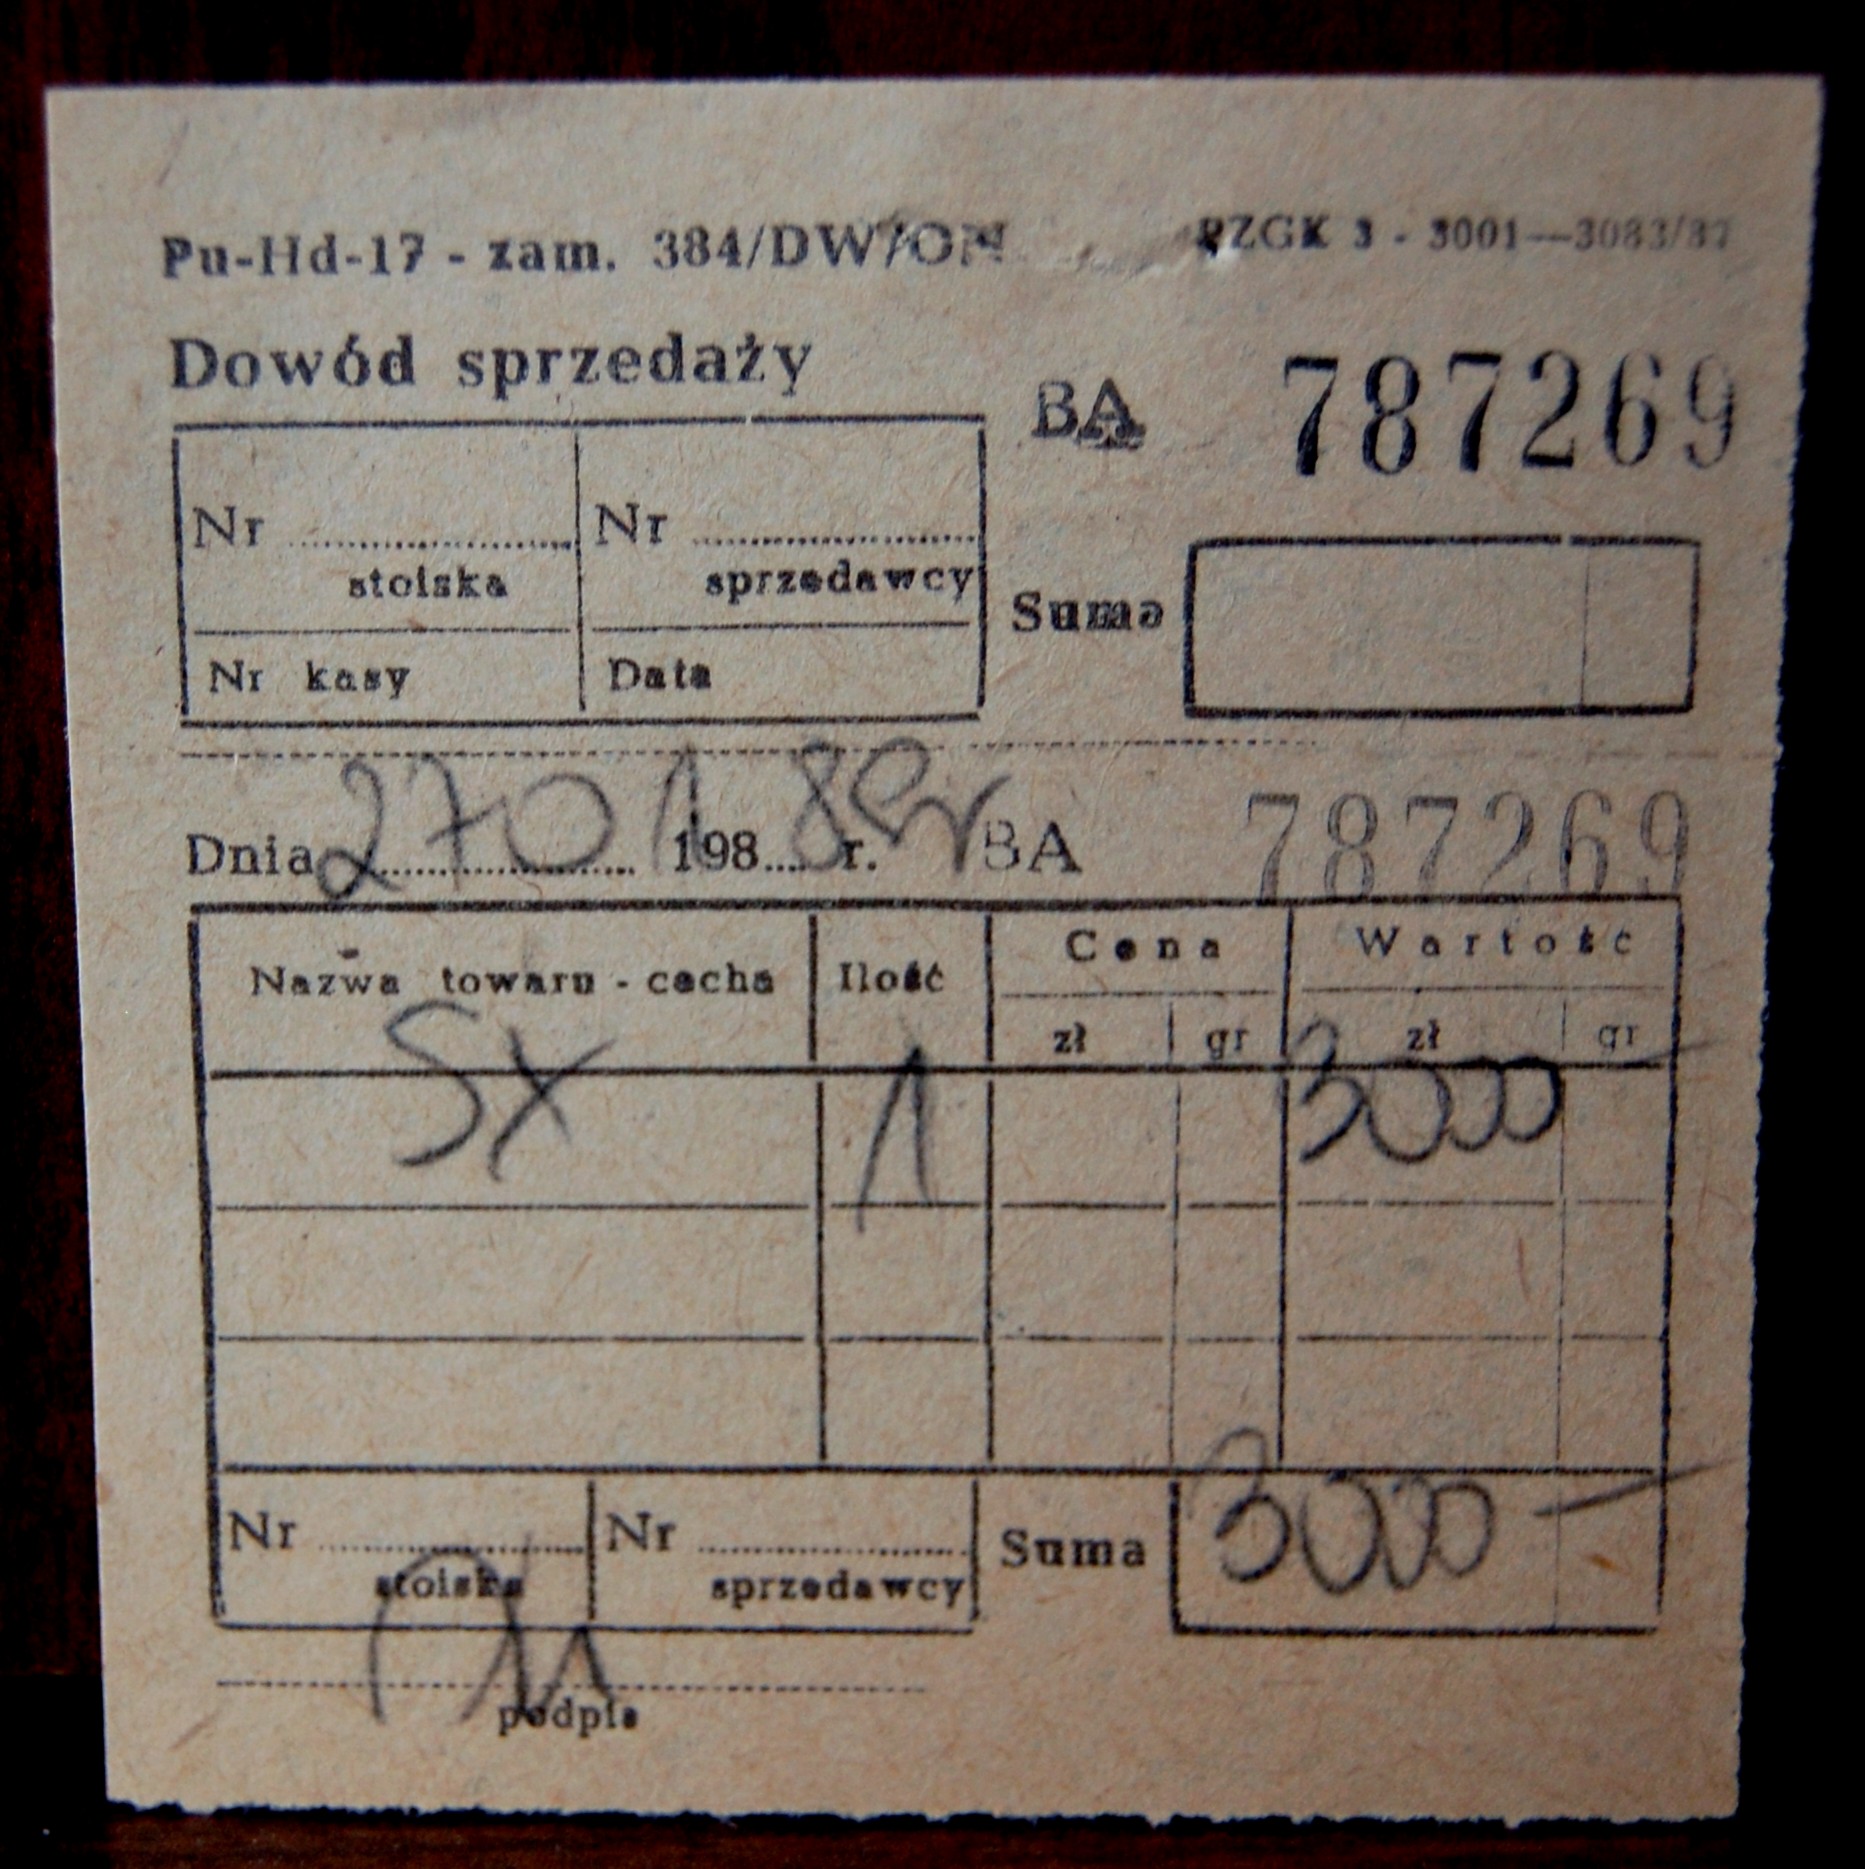 Pu-Hd-17 - zam. 384/DW/ON PZGK 3 - 3001—3083/87
Dowód sprzedaży
BA 787269
Nr .......... Nr ..........
stoiska sprzedawcy
Suma
Nr kasy Data
Dnia 27 01 198.... 89r r. BA 787269
Nazwa towaru - cecha Ilość Cena Wartość
zł gr zł gr
SX 1 3000 —
Nr .......... Nr .......... Suma 3000 —
stoiska sprzedawcy
podpis